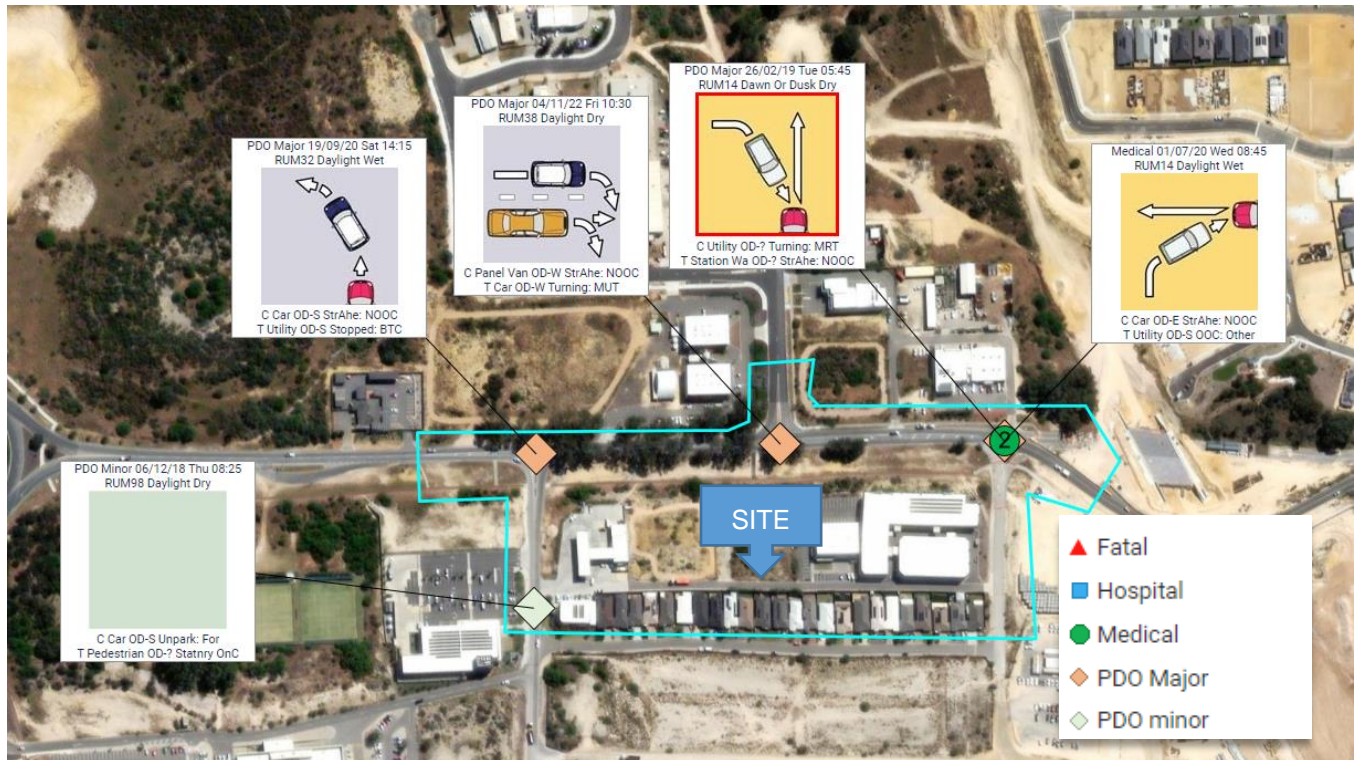 PDO Major 26/02/19 Tue 05:45
RUM14 Dawn Or Dusk Dry
C Utility OD-? Turning: MRT
T Station Wa OD-? StrAhe: NOOC
PDO Major 04/11/22 Fri 10:30
RUM38 Daylight Dry
C Panel Van OD-W StrAhe: NOOC
T Car OD-W Turning: MUT
PDO Major 19/09/20 Sat 14:15
RUM32 Daylight Wet
C Car OD-S StrAhe: NOOC
T Utility OD-S Stopped: BTC
Medical 01/07/20 Wed 08:45
RUM14 Daylight Wet
C Car OD-E StrAhe: NOOC
T Utility OD-S OOC: Other
2
PDO Minor 06/12/18 Thu 08:25
RUM98 Daylight Dry
C Car OD-S Unpark: For
T Pedestrian OD-? Statnry OnC
SITE
Fatal
Hospital
Medical
PDO Major
PDO minor